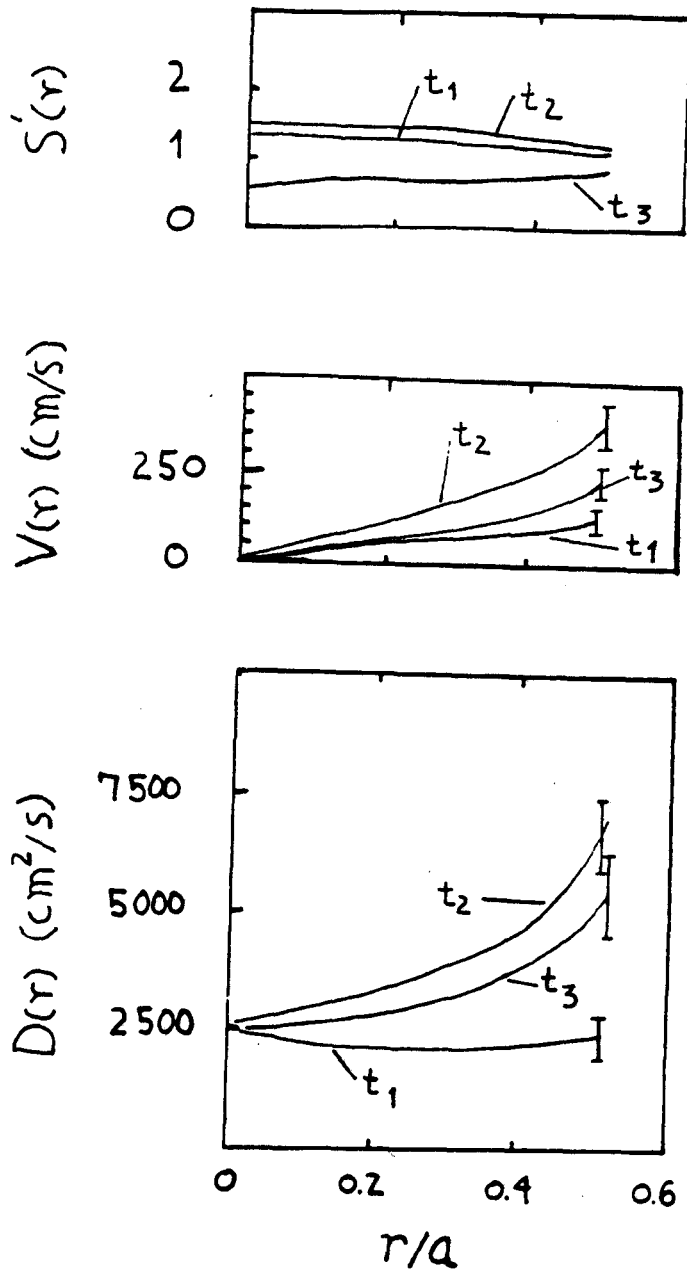 S'(r)
2
1
0
t₁
t₂
t₃
V(r) (cm/s)
250
0
t₂
t₃
t₁
D(r) (cm²/s)
7500
5000
2500
t₂
t₃
t₁
0 0.2 0.4 0.6
r/a